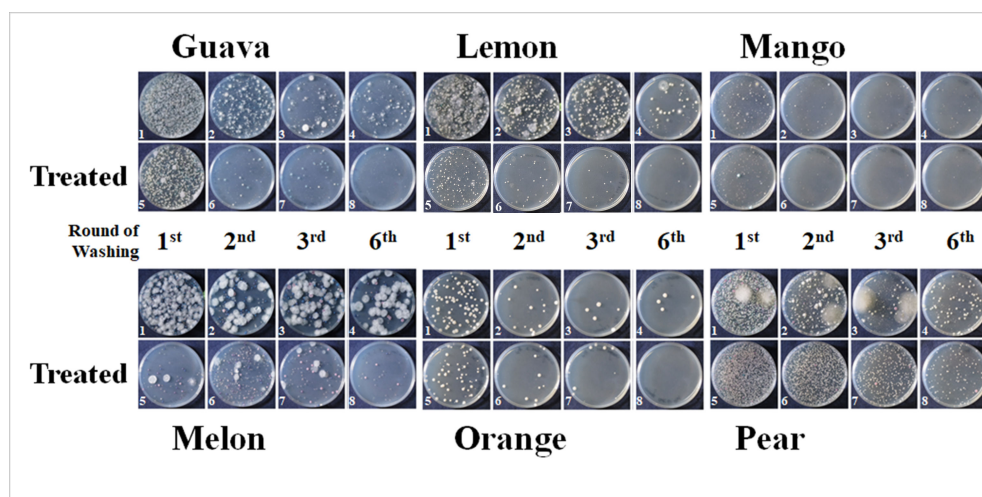 Guava Lemon Mango
1 2 3 4 1 2 3 4 1 2 3 4
Treated
5 6 7 8 5 6 7 8 5 6 7 8
Round of
Washing
1st 2nd 3rd 6th 1st 2nd 3rd 6th 1st 2nd 3rd 6th
1 2 3 4 1 2 3 4 1 2 3 4
Treated
5 6 7 8 5 6 7 8 5 6 7 8
Melon Orange Pear